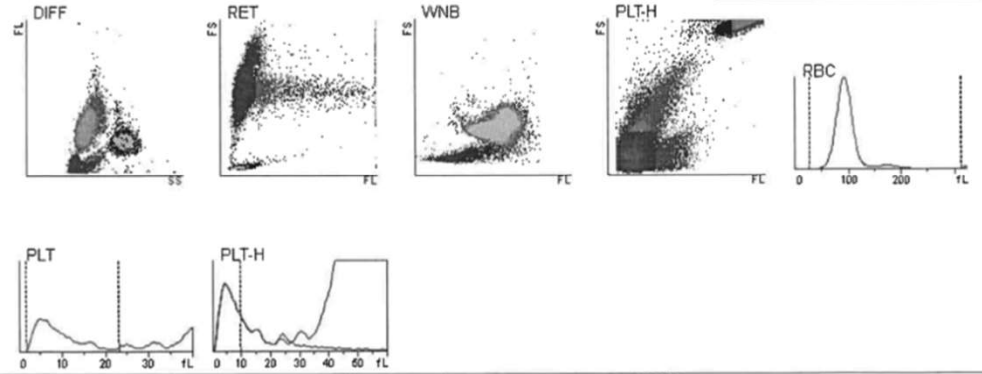 DIFF
FL
SS
RET
FS
FL
WNB
FS
FL
PLT-H
FS
FL
RBC
0 100 200 fL
PLT
0 10 20 30 fL
PLT-H
0 10 20 30 40 60 fL